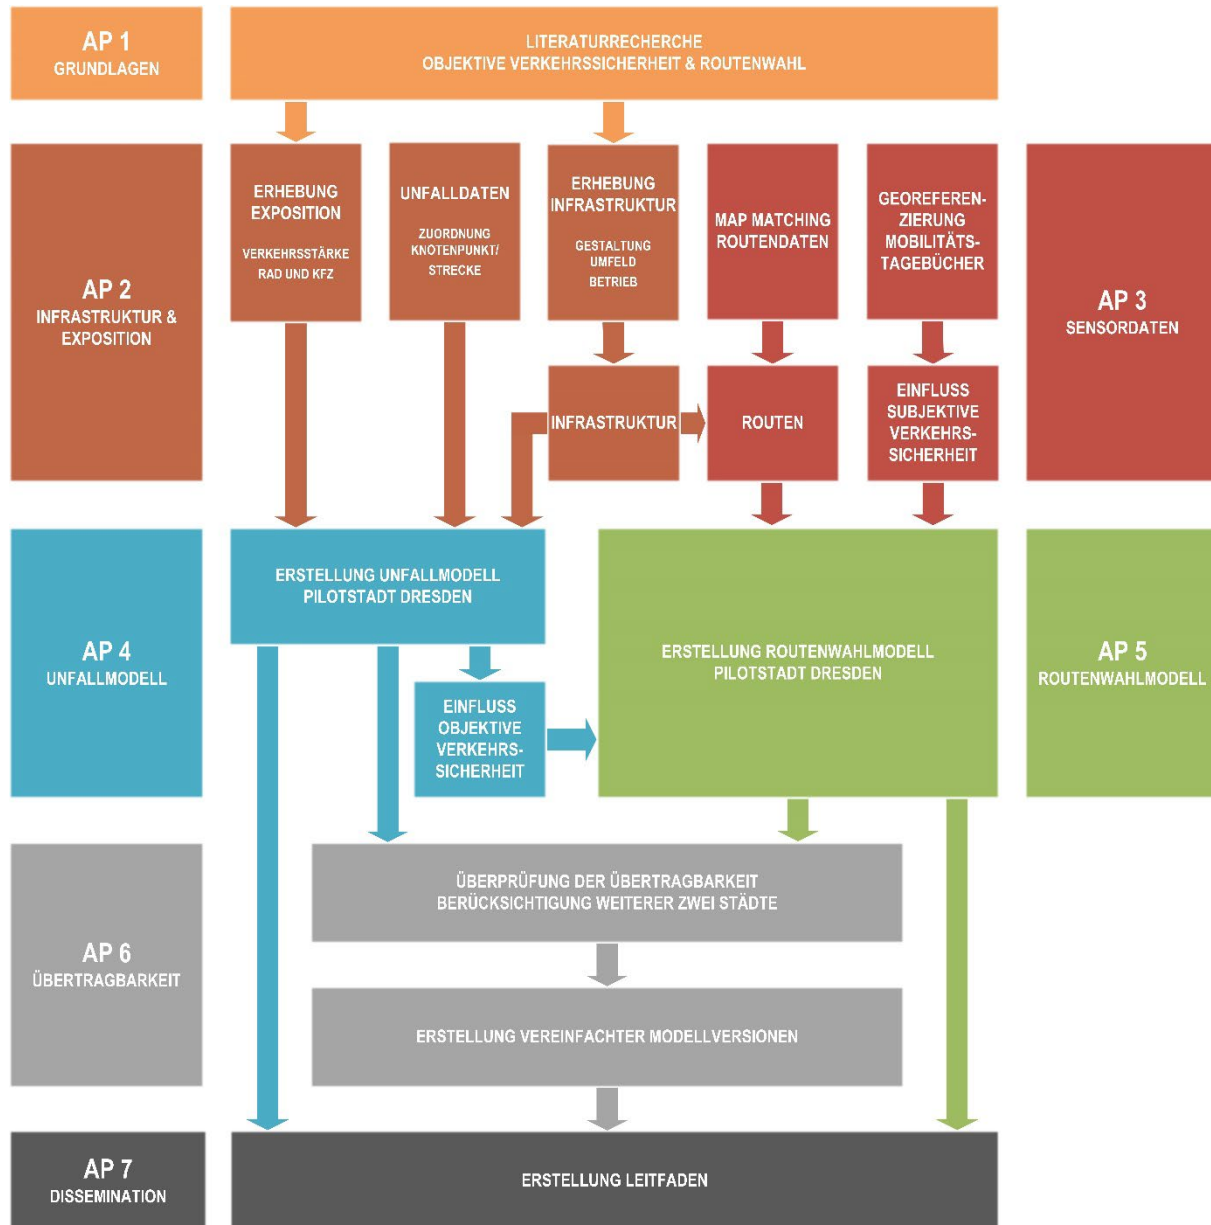 AP 1
GRUNDLAGEN
LITERATURRECHERCHE
OBJEKTIVE VERKEHRSSICHERHEIT & ROUTENWAHL
AP 2
INFRASTRUKTUR &
EXPOSITION
ERHEBUNG
EXPOSITION
VERKEHRSSTÄRKE
RAD UND KFZ
UNFALLDATEN
ZUORDNUNG
KNOTENPUNKT/
STRECKE
ERHEBUNG
INFRASTRUKTUR
GESTALTUNG
UMFELD
BETRIEB
MAP MATCHING
ROUTENDATEN
GEOREFEREN-
ZIERUNG
MOBILITÄTS-
TAGEBÜCHER
AP 3
SENSORDATEN
INFRASTRUKTUR
ROUTEN
EINFLUSS
SUBJEKTIVE
VERKEHRS-
SICHERHEIT
AP 4
UNFALLMODELL
ERSTELLUNG UNFALLMODELL
PILOTSTADT DRESDEN
EINFLUSS
OBJEKTIVE
VERKEHRS-
SICHERHEIT
ERSTELLUNG ROUTENWAHLMODELL
PILOTSTADT DRESDEN
AP 5
ROUTENWAHLMODELL
AP 6
ÜBERTRAGBARKEIT
ÜBERPRÜFUNG DER ÜBERTRAGBARKEIT
BERÜCKSICHTIGUNG WEITERER ZWEI STÄDTE
ERSTELLUNG VEREINFACHTER MODELLVERSIONEN
AP 7
DISSEMINATION
ERSTELLUNG LEITFADEN